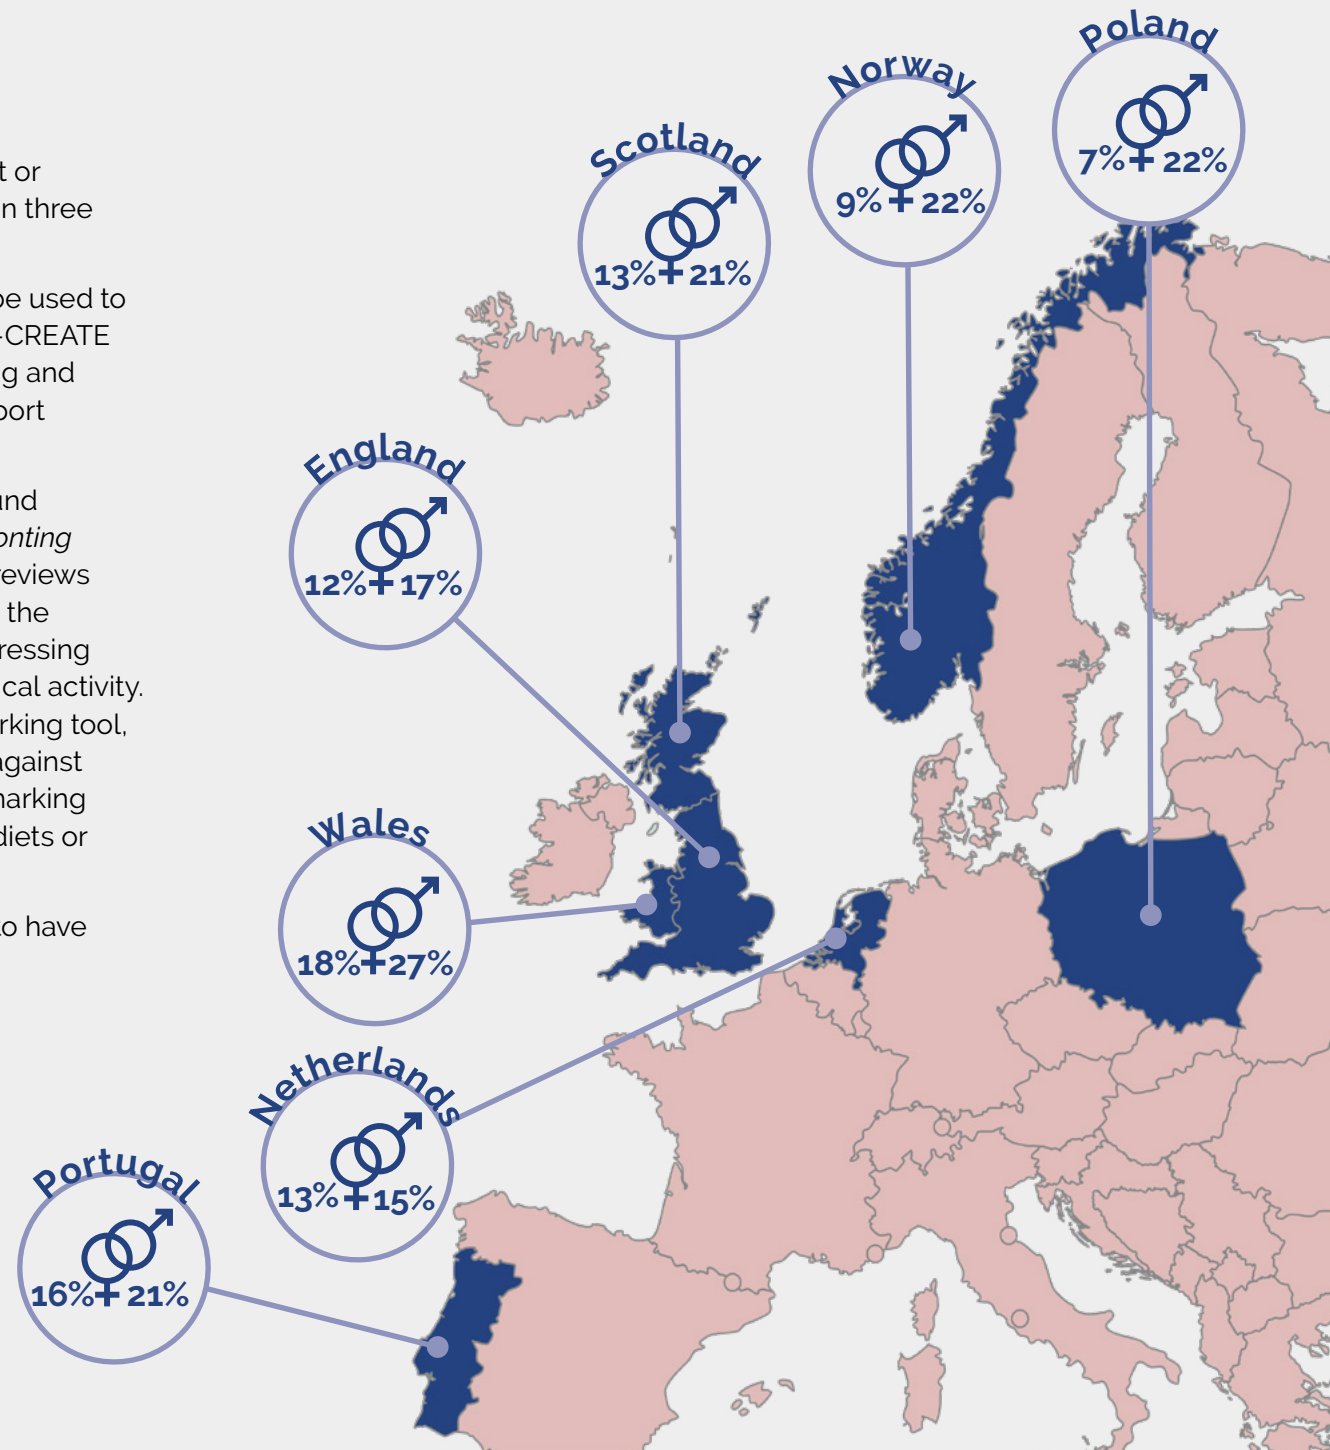 t or
n three
be used to
-CREATE
g and
port
und
onting
reviews
the
ressing
cal activity.
rking tool,
against
marking
diets or
to have
Poland
7% 22%
Norway
9% 22%
Scotland
13% 21%
England
12% 17%
Wales
18% 27%
Netherlands
13% 15%
Portugal
16% 21%